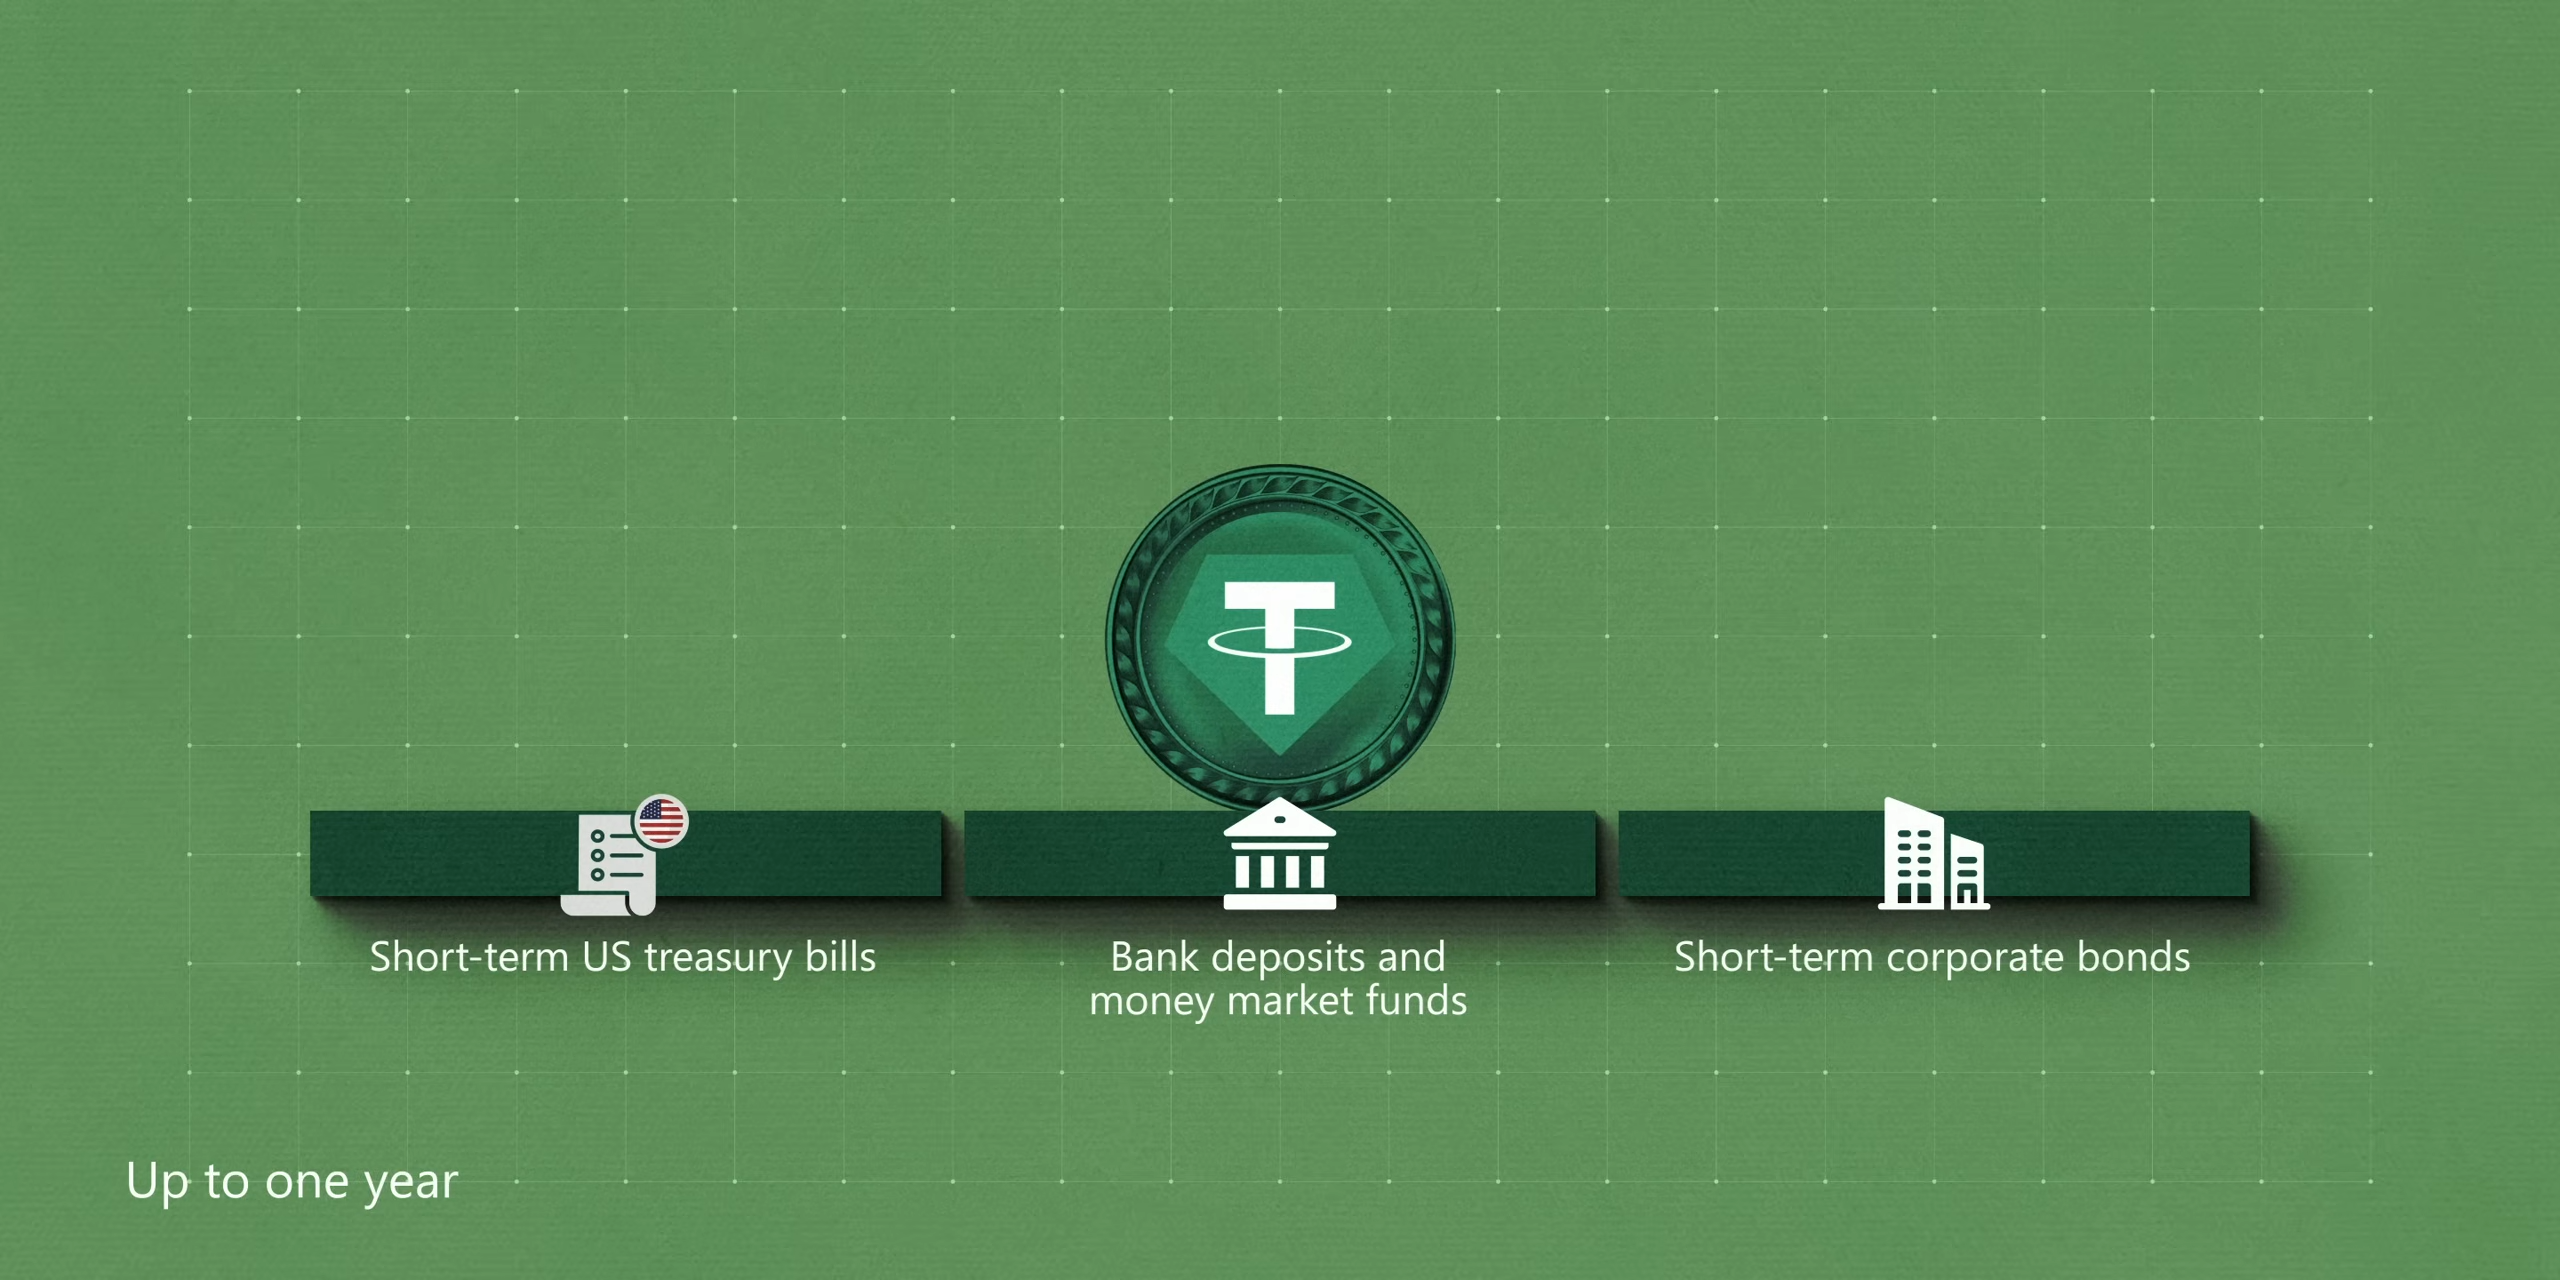 Short-term US treasury bills
Bank deposits and
money market funds
Short-term corporate bonds
Up to one year